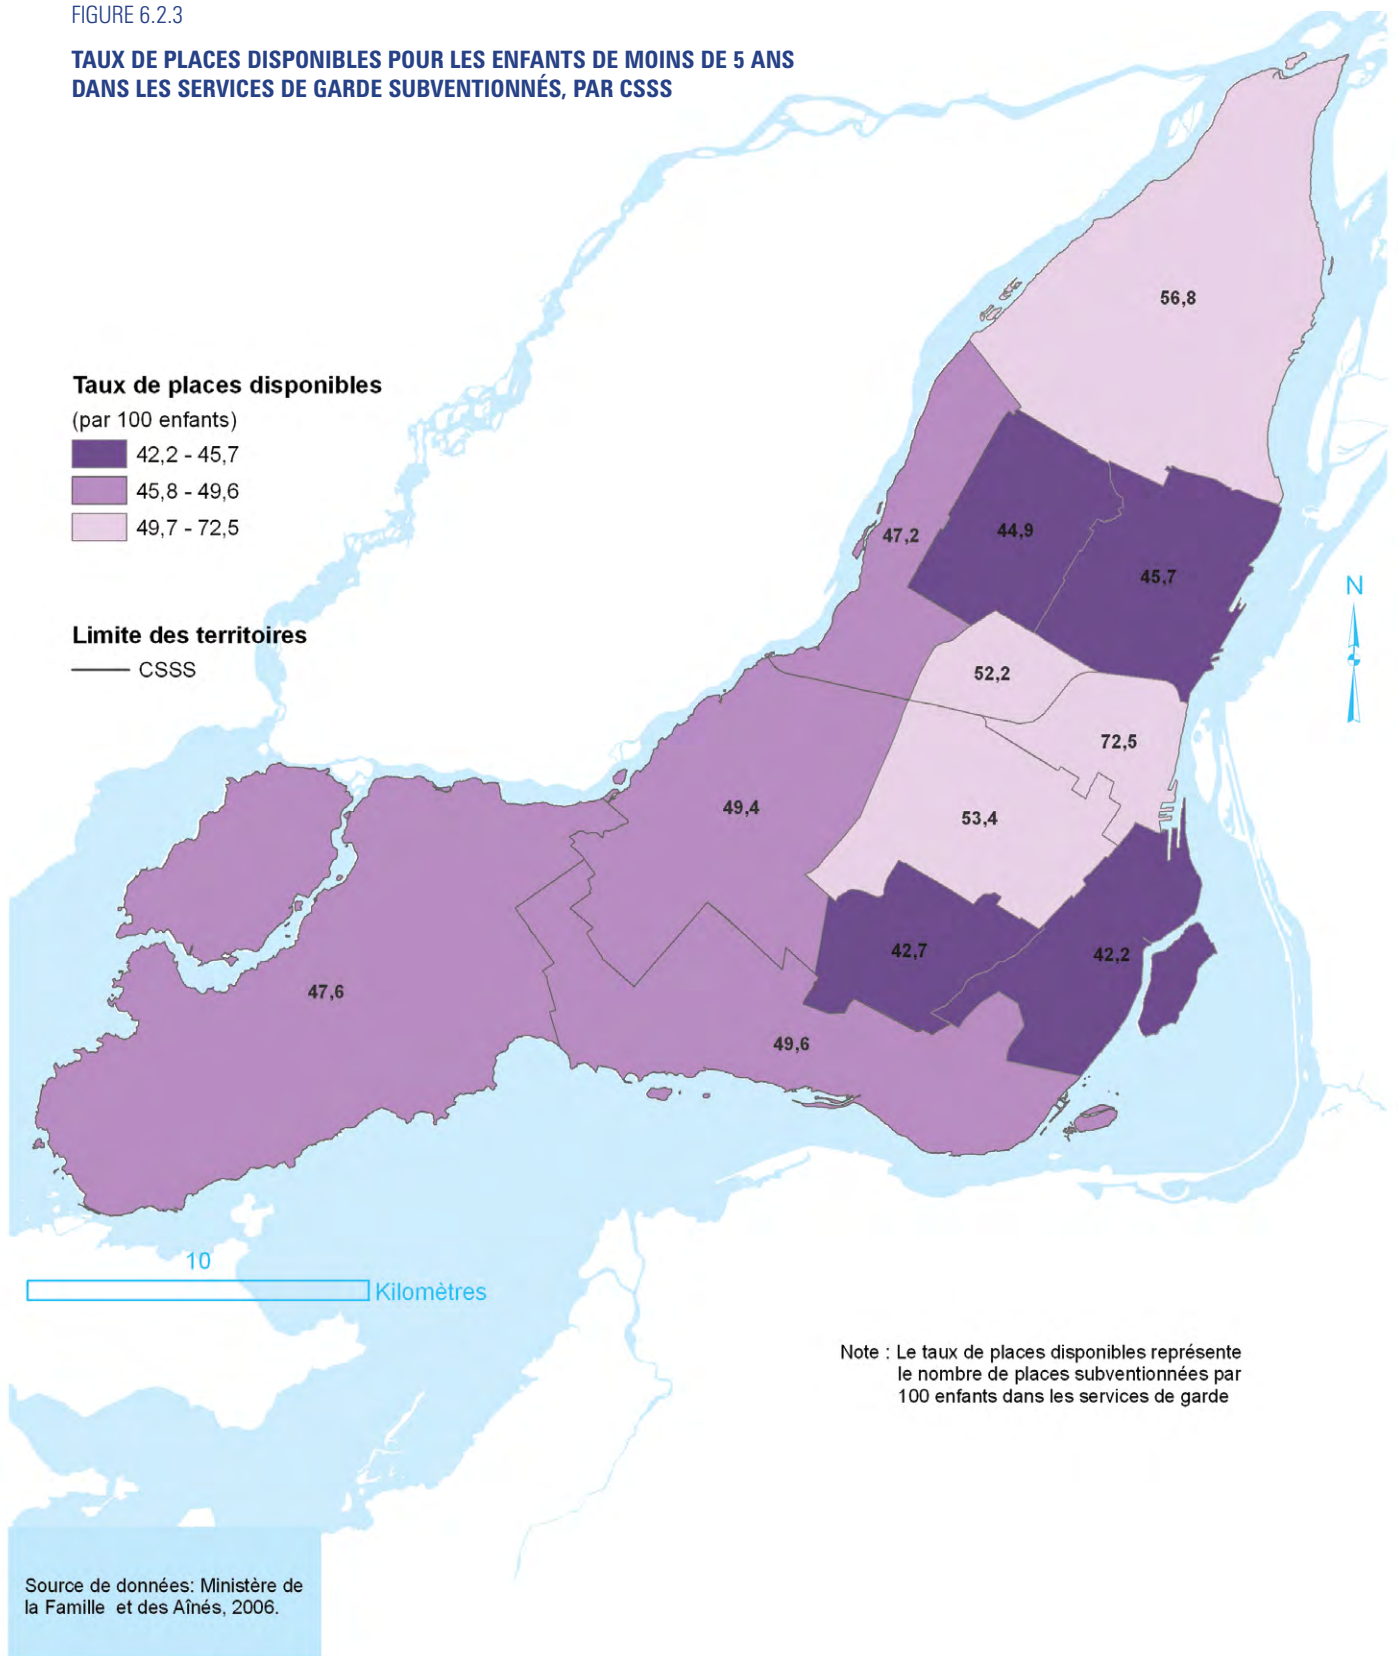 FIGURE 6.2.3
TAUX DE PLACES DISPONIBLES POUR LES ENFANTS DE MOINS DE 5 ANS
DANS LES SERVICES DE GARDE SUBVENTIONNÉS, PAR CSSS
56,8
Taux de places disponibles
(par 100 enfants)
42,2 - 45,7
45,8 - 49,6
49,7 - 72,5
47,2
44,9
45,7
N
Limite des territoires
CSSS
52,2
72,5
49,4
53,4
42,7
42,2
47,6
49,6
10
Kilomètres
Note : Le taux de places disponibles représente
le nombre de places subventionnées par
100 enfants dans les services de garde
Source de données: Ministère de
la Famille et des Aînés, 2006.